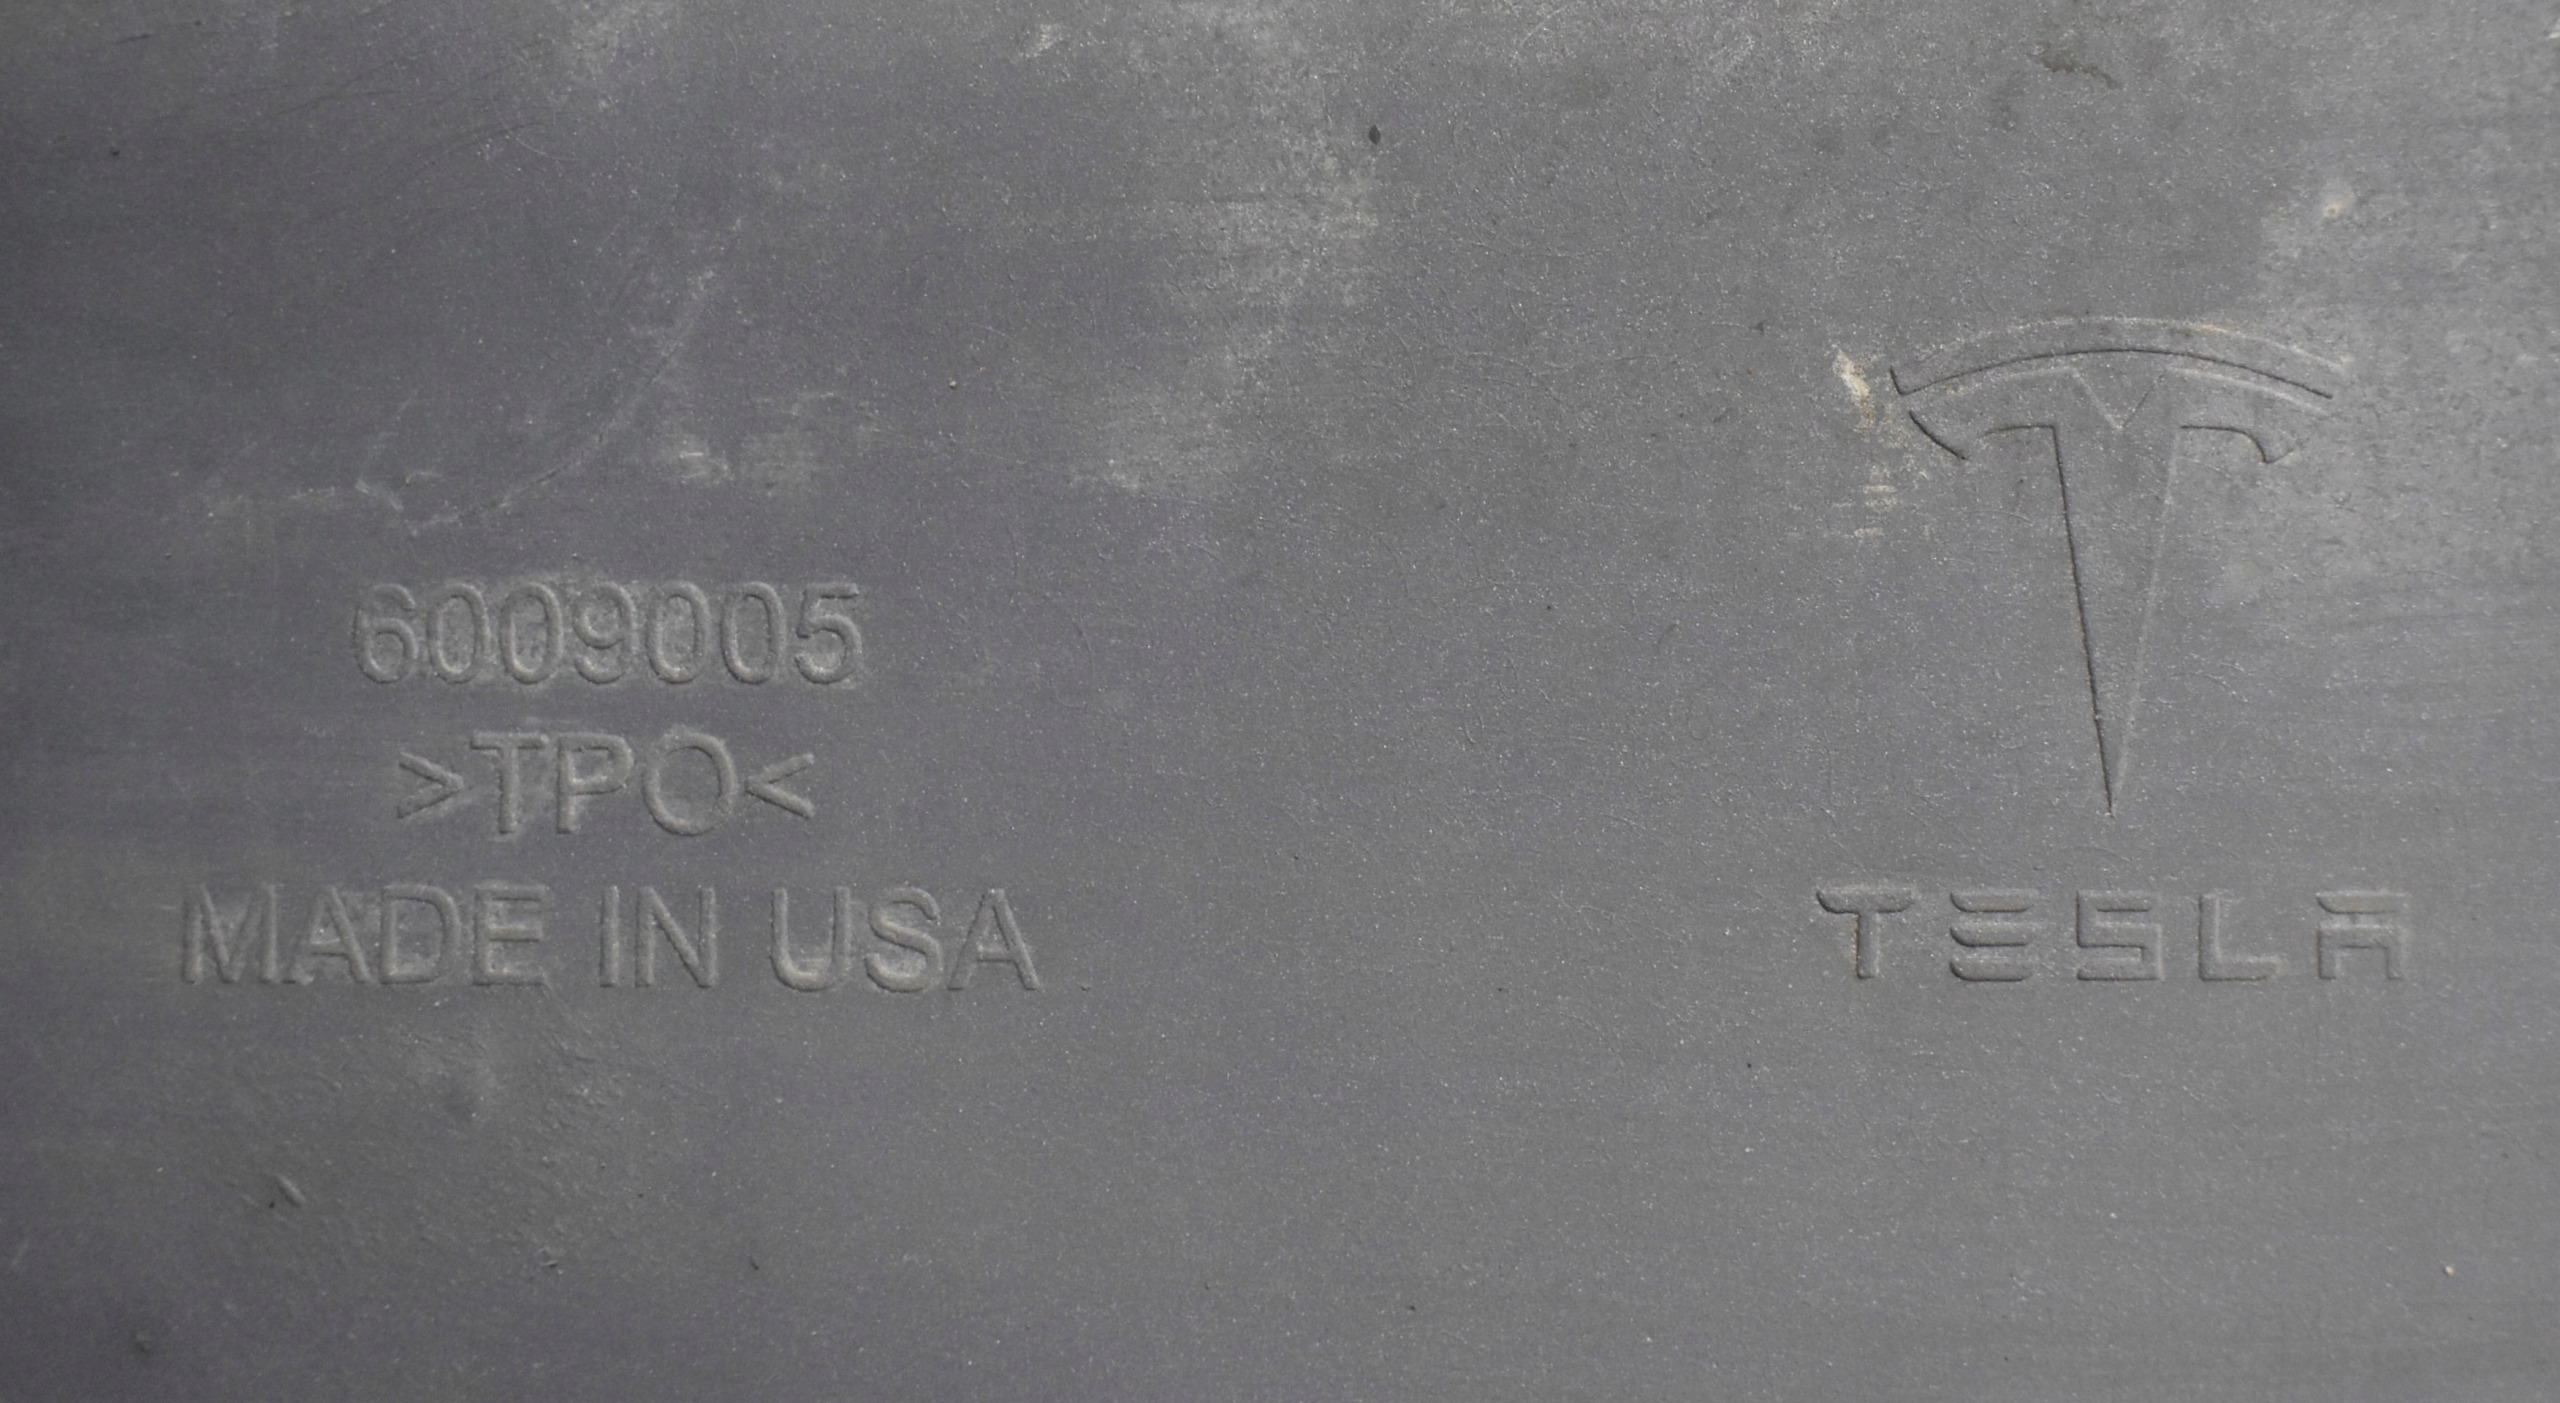 6009005
>TPO<
MADE IN USA
TESLA